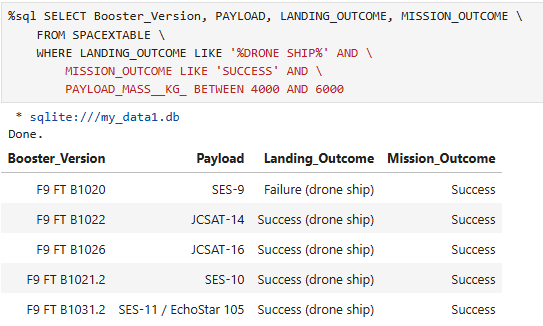 %sql SELECT Booster_Version, PAYLOAD, LANDING_OUTCOME, MISSION_OUTCOME \
FROM SPACEXTABLE \
WHERE LANDING_OUTCOME LIKE '%DRONE SHIP%' AND \
MISSION_OUTCOME LIKE 'SUCCESS' AND \
PAYLOAD_MASS__KG_ BETWEEN 4000 AND 6000
* sqlite:///my_data1.db
Done.
Booster_Version Payload Landing_Outcome Mission_Outcome
F9 FT B1020 SES-9 Failure (drone ship) Success
F9 FT B1022 JCSAT-14 Success (drone ship) Success
F9 FT B1026 JCSAT-16 Success (drone ship) Success
F9 FT B1021.2 SES-10 Success (drone ship) Success
F9 FT B1031.2 SES-11 / EchoStar 105 Success (drone ship) Success